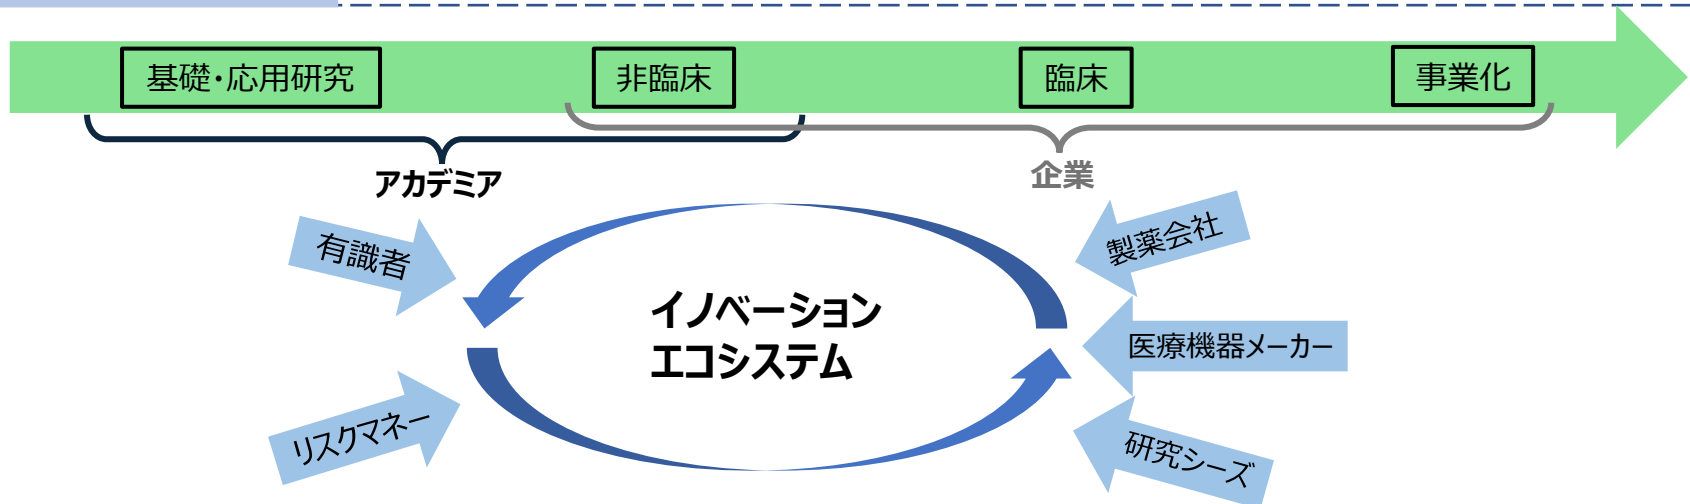 基礎・応用研究
非臨床
臨床
事業化
アカデミア
企業
有識者
製薬会社
イノベーション
エコシステム
医療機器メーカー
リスクマネー
研究シーズ